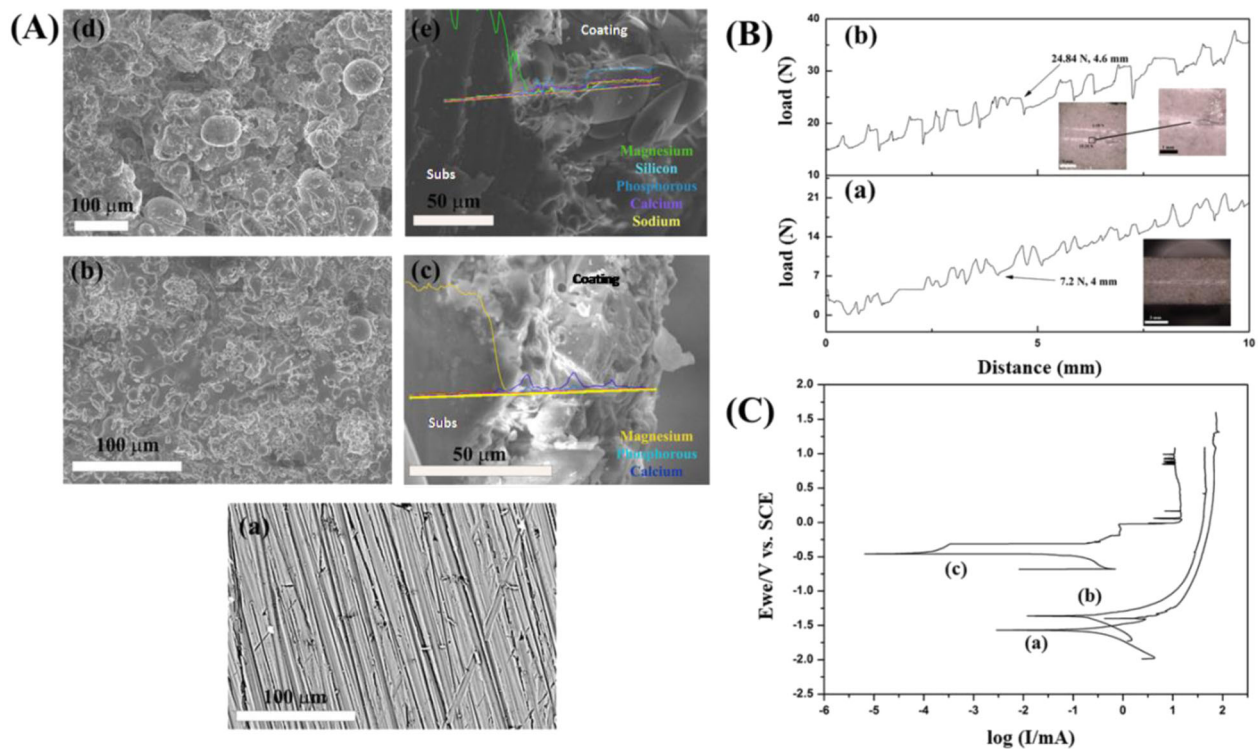 (A)
(d)
100 μm
(e)
Coating
Subs
50 μm
Magnesium
Silicon
Phosphorous
Calcium
Sodium
(b)
100 μm
(c)
Coating
Subs
50 μm
Magnesium
Phosphorous
Calcium
(a)
100 μm
(B)
(b)
load (N)
40
30
20
10
24.84 N, 4.6 mm
(a)
load (N)
21
14
7
0
7.2 N, 4 mm
0
5
10
Distance (mm)
(C)
Ewe/V vs. SCE
2.0
1.5
1.0
0.5
0.0
-0.5
-1.0
-1.5
-2.0
-2.5
(c)
(b)
(a)
-6
-5
-4
-3
-2
-1
0
1
2
3
log (I/mA)